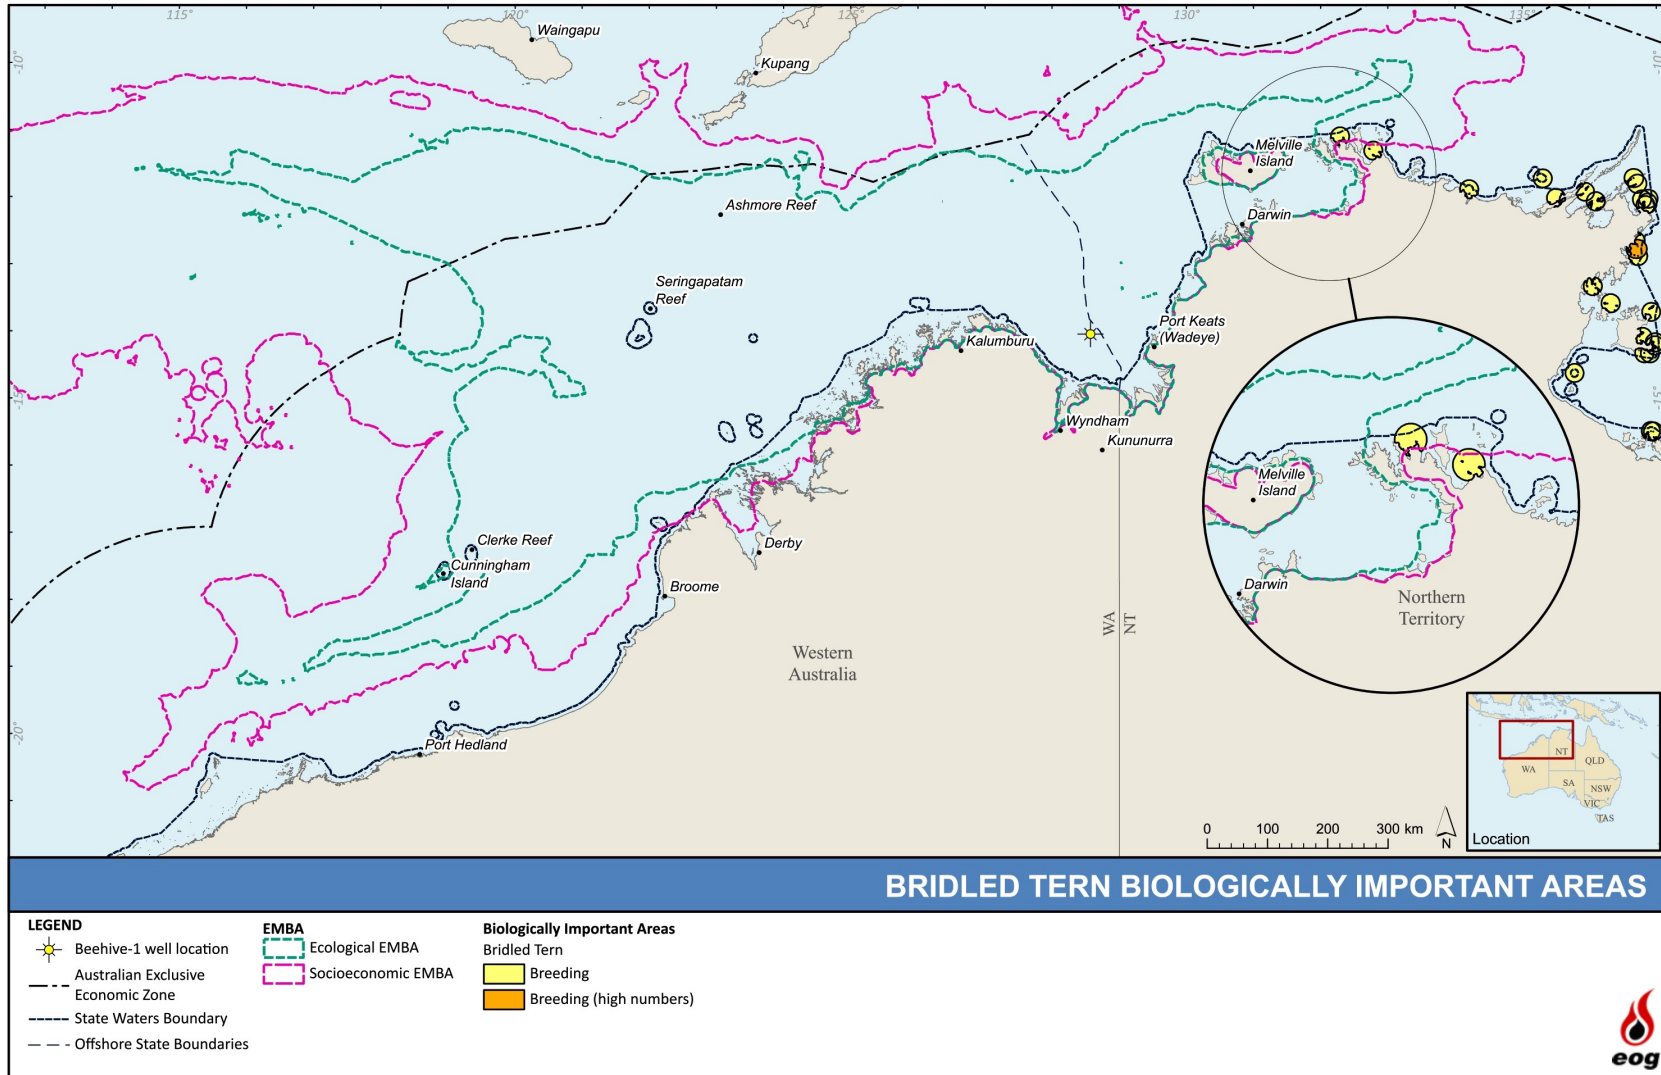 115°
120°
125°
130°
135°
-10°
-10°
Waingapu
Kupang
Melville
Island
Ashmore Reef
Darwin
Seringapatam
Reef
Port Keats
(Wadeye)
Kalumburu
-15°
-15°
Wyndham
Kununurra
Melville
Island
Clerke Reef
Cunningham
Island
Derby
Broome
Darwin
Northern
Territory
WA
NT
Western
Australia
-20°
Port Hedland
0 100 200 300 km
N
NT
QLD
WA
SA
NSW
VIC
TAS
Location
BRIDLED TERN BIOLOGICALLY IMPORTANT AREAS
LEGEND
Beehive-1 well location
Australian Exclusive
Economic Zone
State Waters Boundary
Offshore State Boundaries
EMBA
Ecological EMBA
Socioeconomic EMBA
Biologically Important Areas
Bridled Tern
Breeding
Breeding (high numbers)
eog